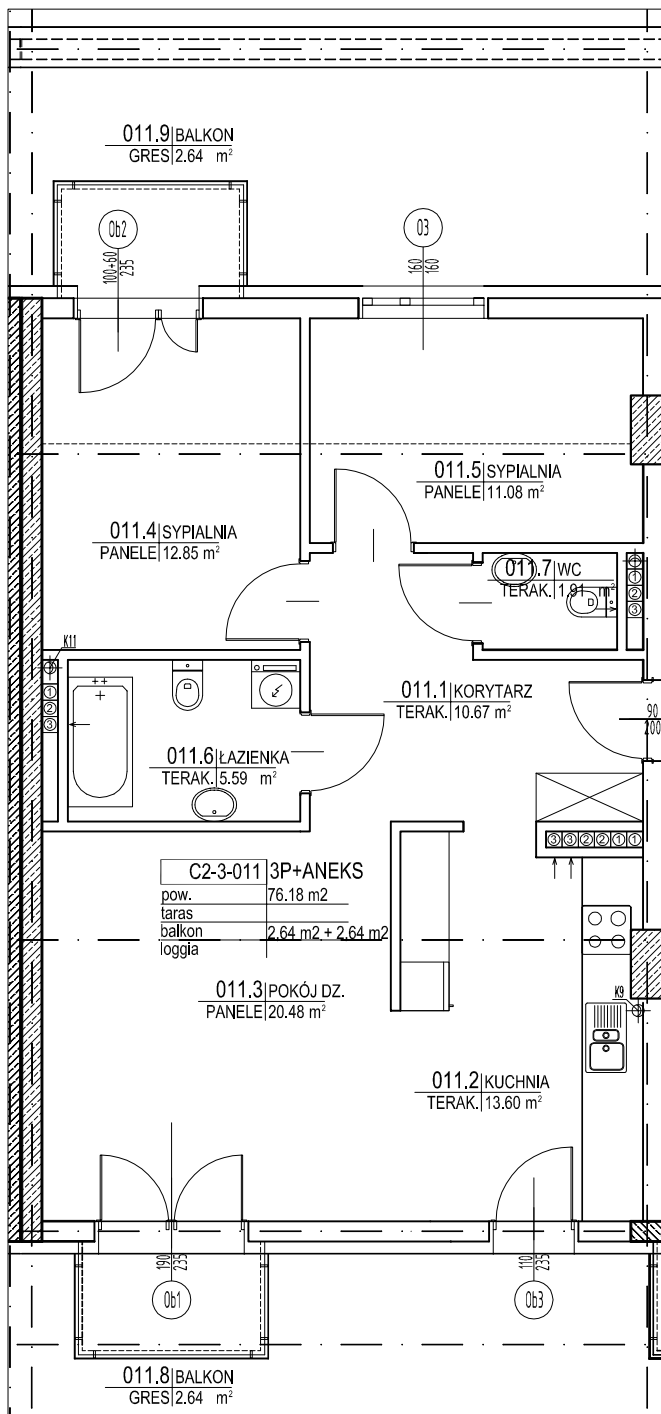 011.9 BALKON
GRES 2.64 m²
Ob2
O3
100+60
235
160
160
011.5 SYPIALNIA
PANELE 11.08 m²
011.4 SYPIALNIA
PANELE 12.85 m²
011.7 WC
TERAK. 1.91 m²
1
2
3
K11
1
2
3
011.1 KORYTARZ
TERAK. 10.67 m²
90
200
011.6 ŁAZIENKA
TERAK. 5.59 m²
3 3 2 2 1 1
C2-3-011 3P+ANEKS
pow. 76.18 m2
taras
balkon 2.64 m2 + 2.64 m2
loggia
011.3 POKÓJ DZ.
PANELE 20.48 m²
K9
011.2 KUCHNIA
TERAK. 13.60 m²
190
235
110
235
Ob1
Ob3
011.8 BALKON
GRES 2.64 m²